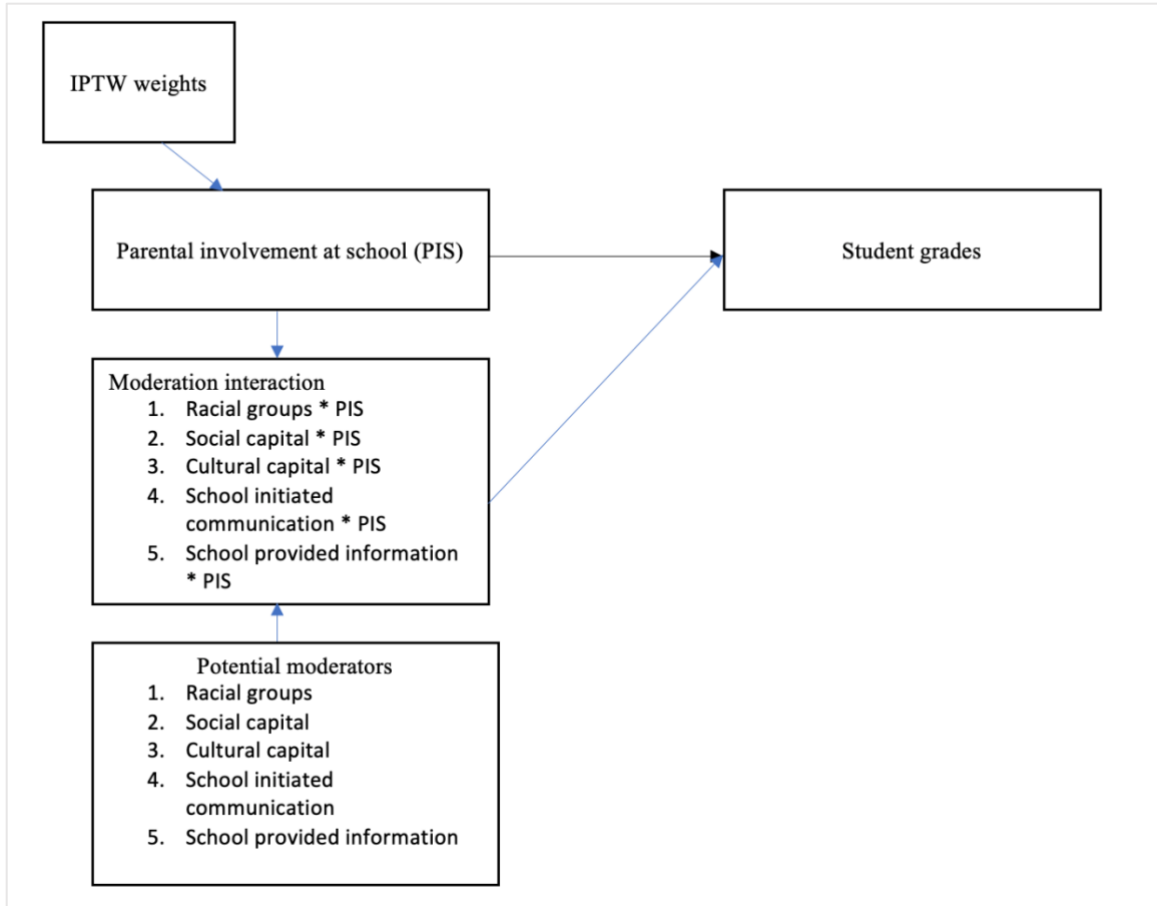 IPTW weights
Parental involvement at school (PIS)
Student grades
Moderation interaction
1. Racial groups * PIS
2. Social capital * PIS
3. Cultural capital * PIS
4. School initiated
communication * PIS
5. School provided information
* PIS
Potential moderators
1. Racial groups
2. Social capital
3. Cultural capital
4. School initiated
communication
5. School provided information